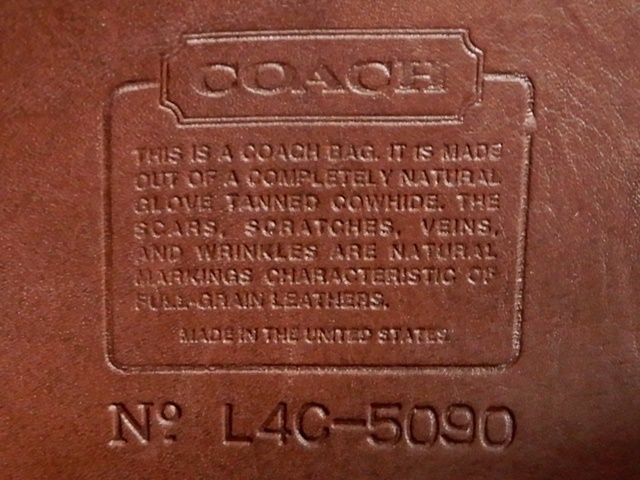 COACH
THIS IS A COACH BAG. IT IS MADE
OUT OF A COMPLETELY NATURAL
GLOVE TANNED COWHIDE. THE
SCARS, SCRATCHES, VEINS,
AND WRINKLES ARE NATURAL
MARKINGS CHARACTERISTIC OF
FULL-GRAIN LEATHERS.
MADE IN THE UNITED STATES
Nº L4C-5090